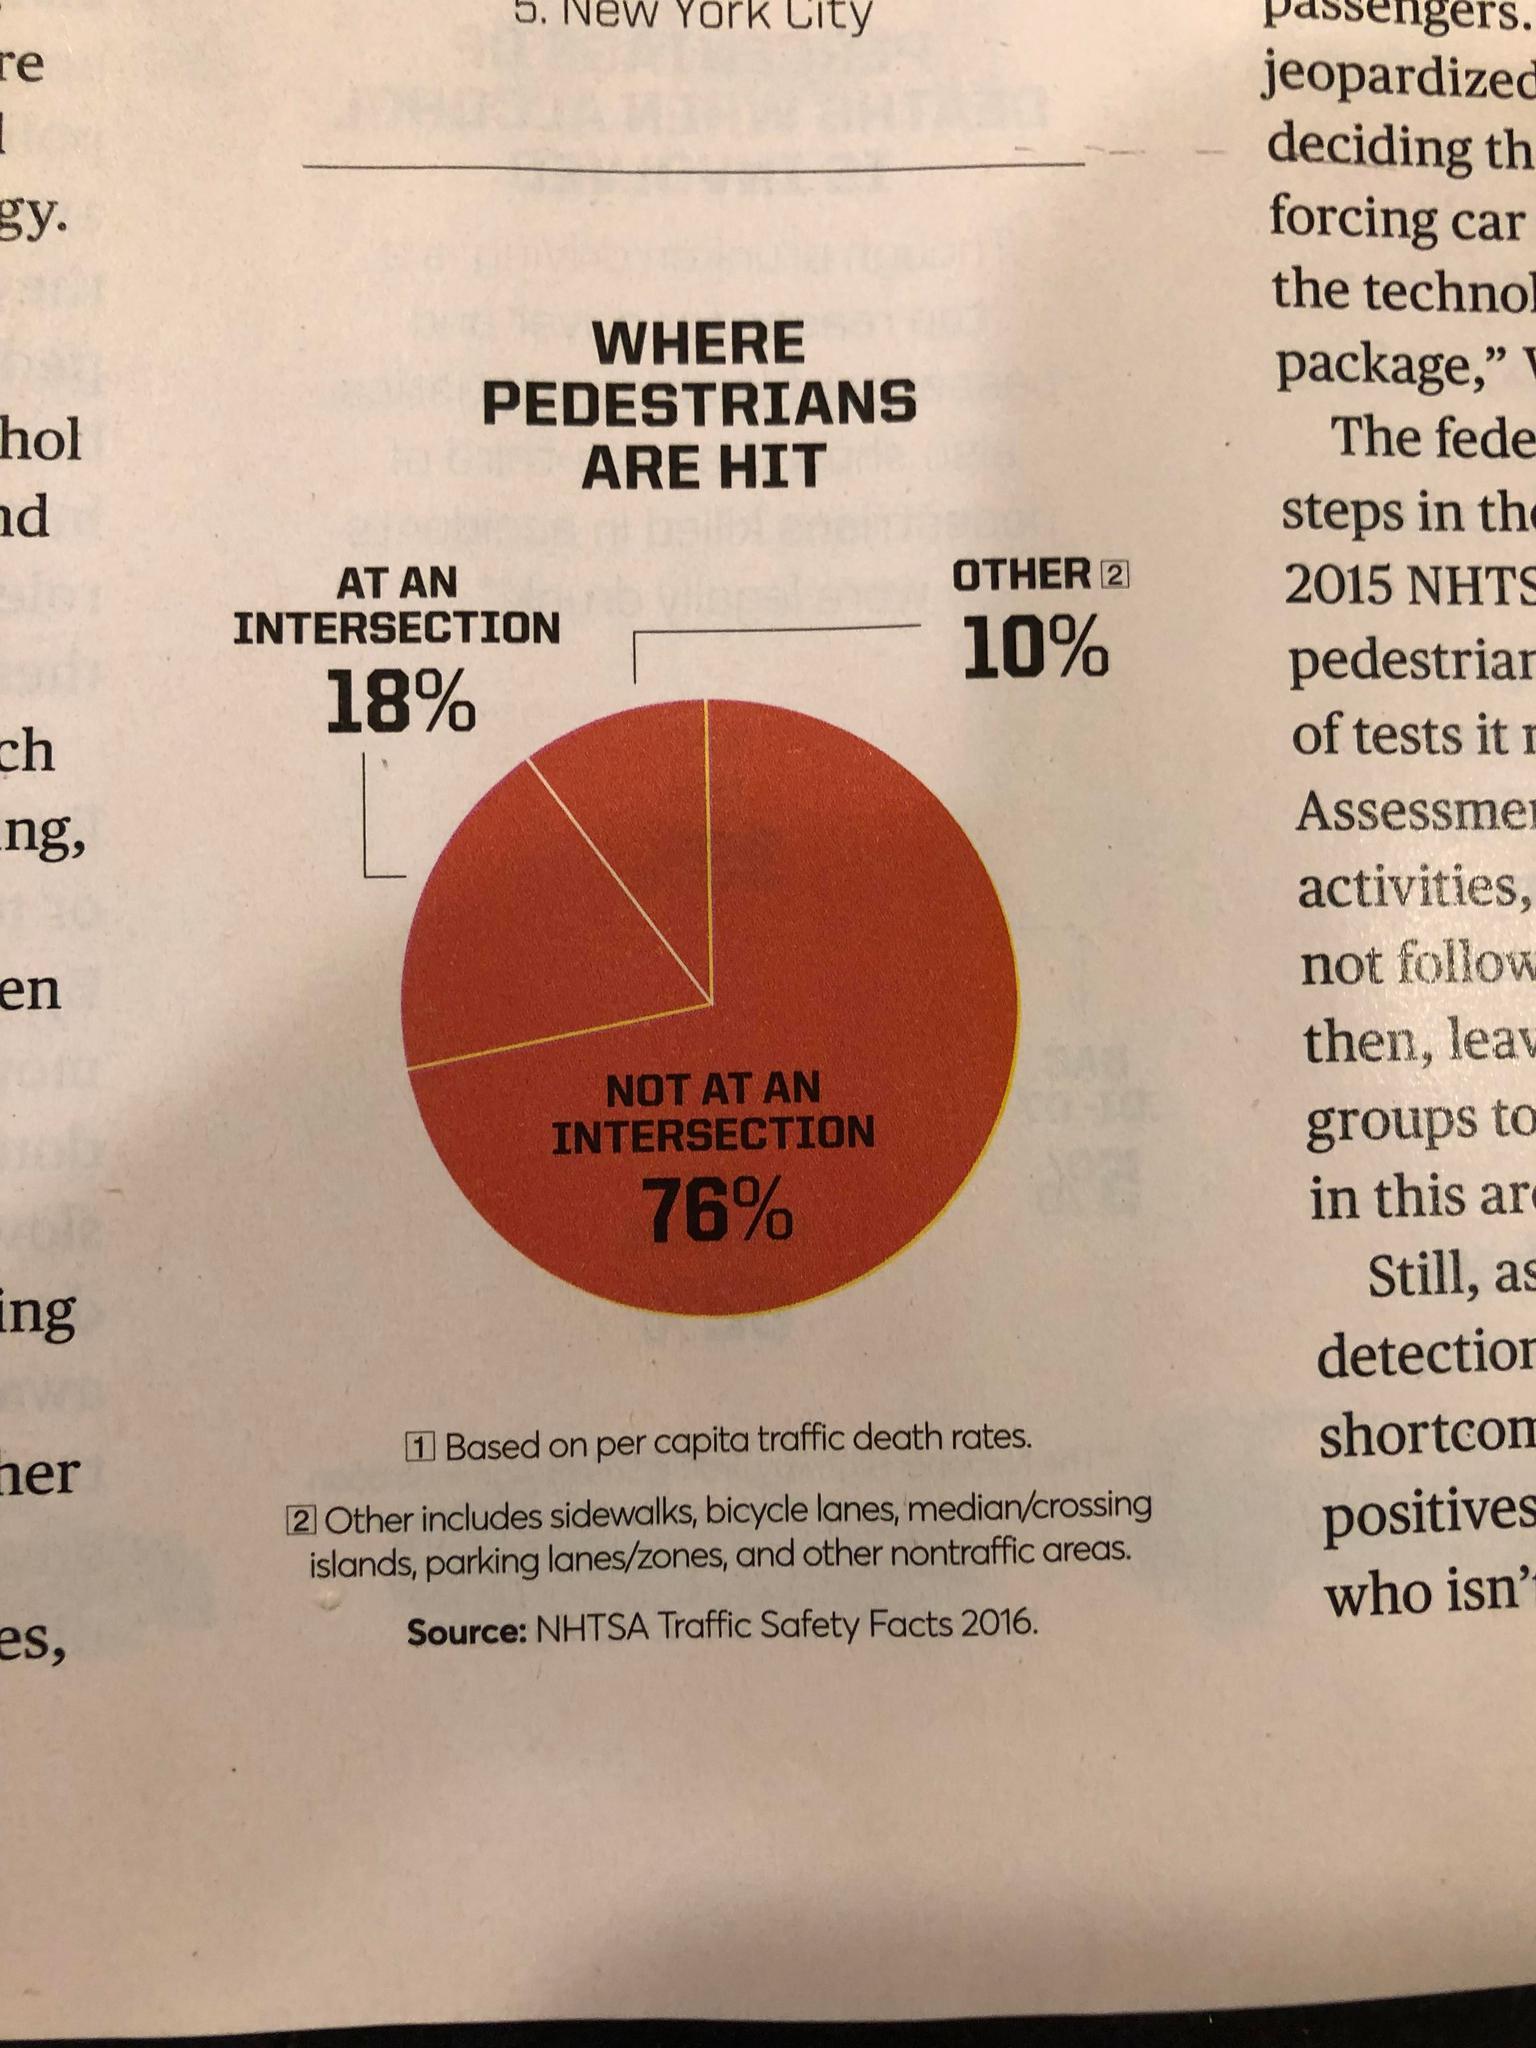 5. New York City
WHERE
PEDESTRIANS
ARE HIT
AT AN
INTERSECTION
18%
OTHER 2
10%
NOT AT AN
INTERSECTION
76%
1 Based on per capita traffic death rates.
2 Other includes sidewalks, bicycle lanes, median/crossing
islands, parking lanes/zones, and other nontraffic areas.
Source: NHTSA Traffic Safety Facts 2016.
re
gy.
hol
nd
ch
ing,
en
ing
her
es,
passengers.
jeopardized
deciding th
forcing car
the technol
package,”
The fede
steps in the
2015 NHTS
pedestrian
of tests it
Assessmen
activities,
not follow
then, leav
groups to
in this are
Still, as
detection
shortcom
positives
who isn’t